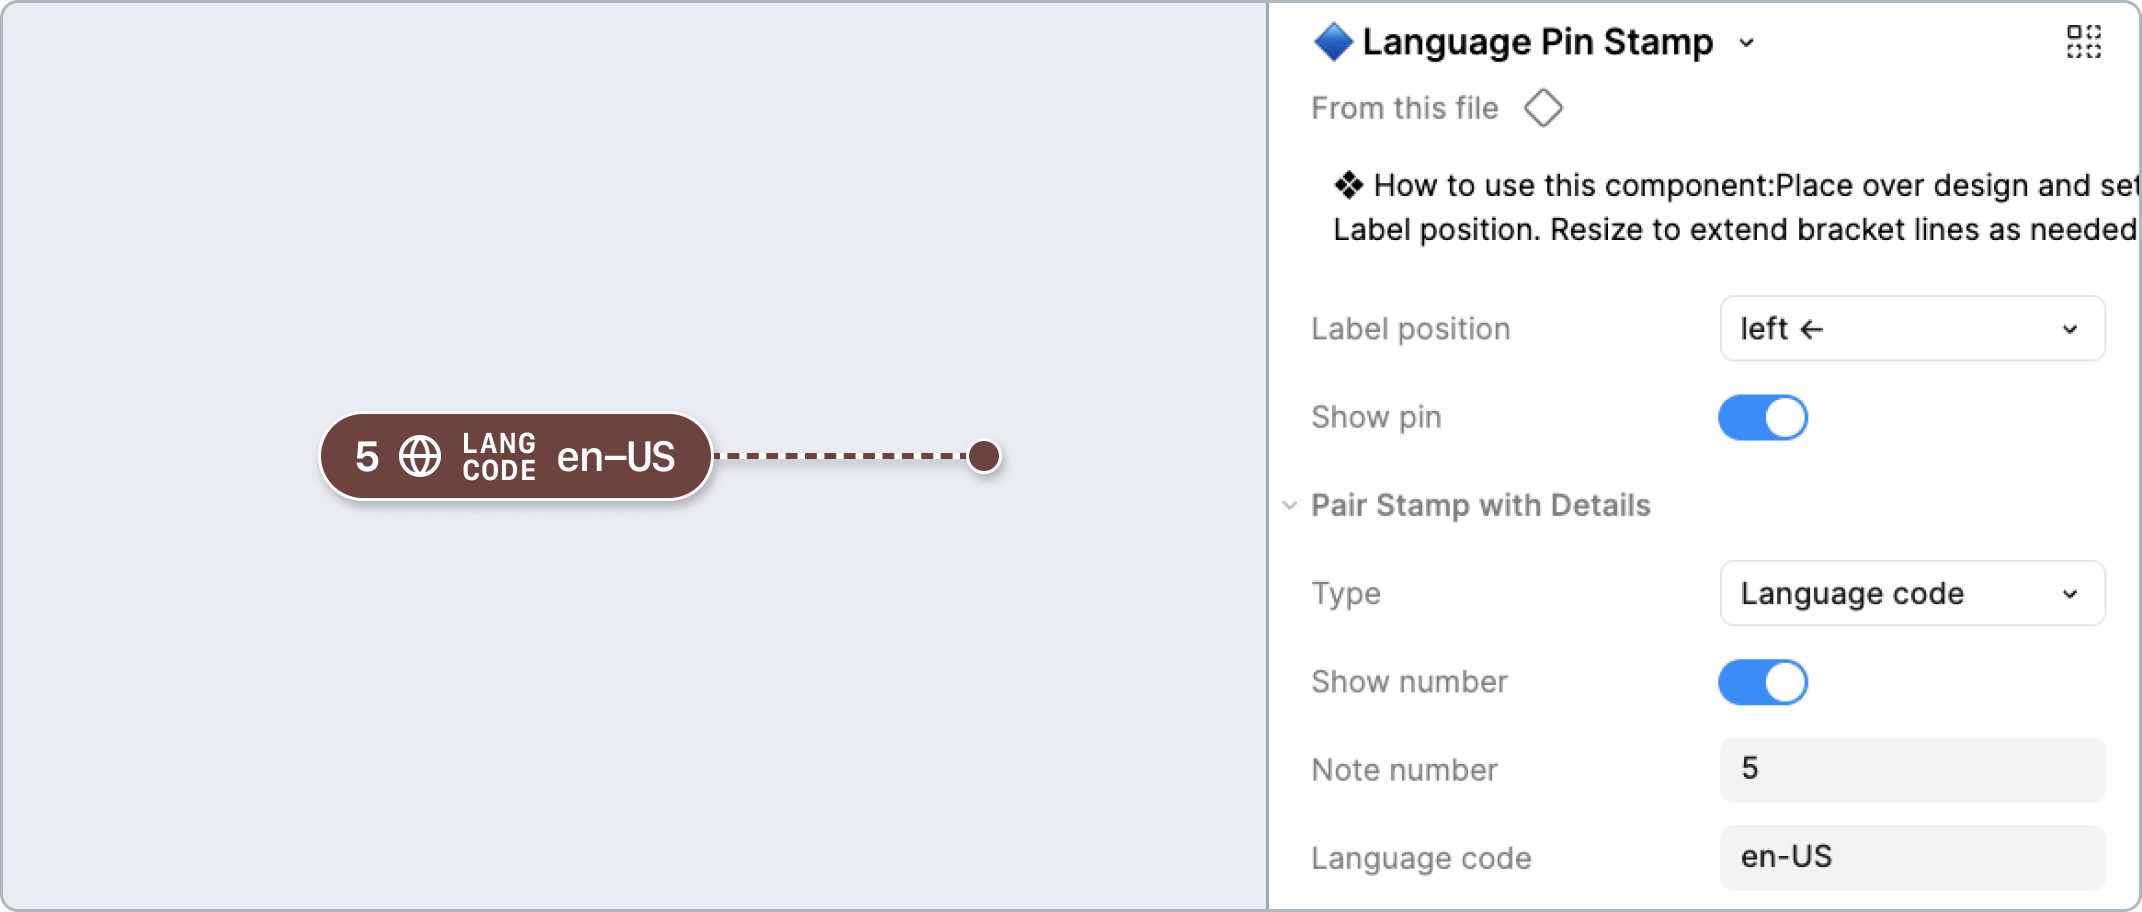 5 LANG CODE en–US
Language Pin Stamp
From this file
❖ How to use this component:Place over design and set
Label position. Resize to extend bracket lines as needed
Label position
left ←
Show pin
Pair Stamp with Details
Type
Language code
Show number
Note number
5
Language code
en-US